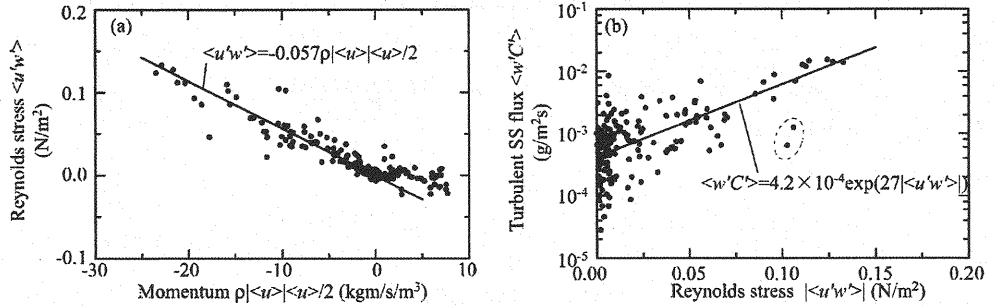 (a)
<u'w'>=-0.057ρ|<u>|<u>/2
Reynolds stress <u'w'>
(N/m²)
0.1
0.0
-0.1
-30
-20
-10
0
10
Momentum ρ|<u>|<u>/2 (kgm/s/m³)
(b)
Turbulent SS flux <w'C'>
(g/m²s)
10⁻¹
10⁻²
10⁻³
10⁻⁴
10⁻⁵
<w'C'>=4.2×10⁻⁴exp(27|<u'w'>|)
0.00
0.05
0.10
0.15
0.20
Reynolds stress |<u'w'>| (N/m²)